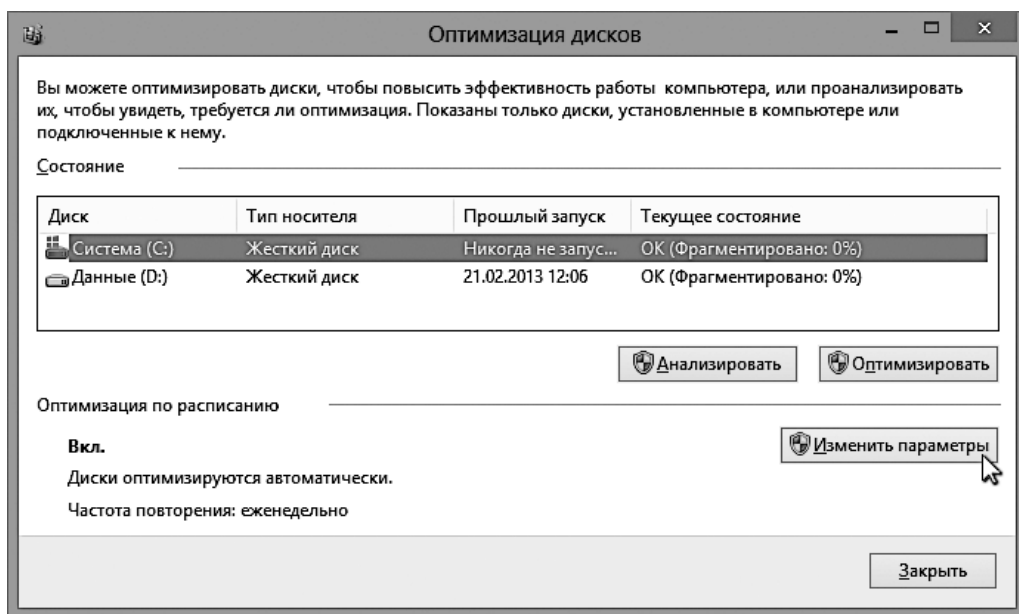 Оптимизация дисков
Вы можете оптимизировать диски, чтобы повысить эффективность работы компьютера, или проанализировать
их, чтобы увидеть, требуется ли оптимизация. Показаны только диски, установленные в компьютере или
подключенные к нему.
Состояние
Диск Тип носителя Прошлый запуск Текущее состояние
Система (C:) Жесткий диск Никогда не запус... ОК (Фрагментировано: 0%)
Данные (D:) Жесткий диск 21.02.2013 12:06 ОК (Фрагментировано: 0%)
Анализировать Оптимизировать
Оптимизация по расписанию
Вкл. Изменить параметры
Диски оптимизируются автоматически.
Частота повторения: еженедельно
Закрыть